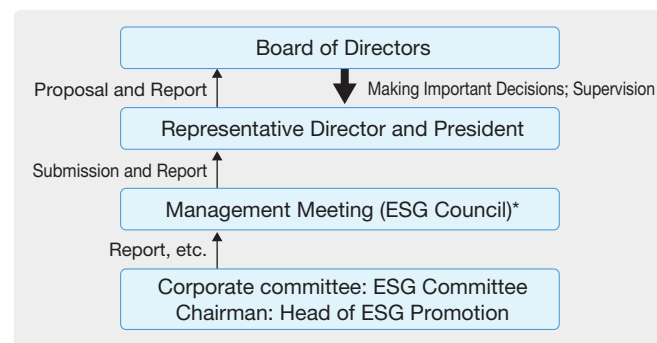 Board of Directors
Proposal and Report
Making Important Decisions; Supervision
Representative Director and President
Submission and Report
Management Meeting (ESG Council)*
Report, etc.
Corporate committee: ESG Committee
Chairman: Head of ESG Promotion